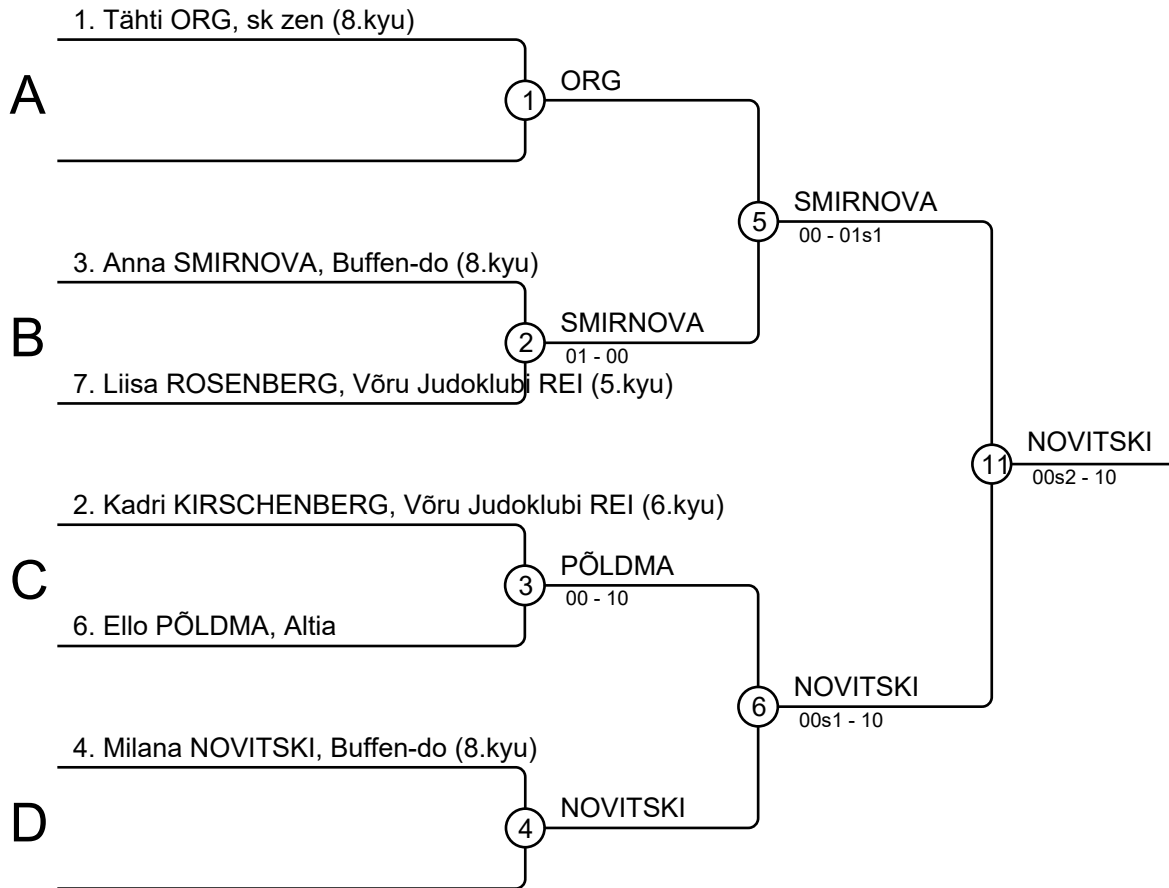 1. Tähti ORG, sk zen (8.kyu)
A
1
ORG
5
SMIRNOVA
00 - 01s1
3. Anna SMIRNOVA, Buffen-do (8.kyu)
B
2
SMIRNOVA
01 - 00
7. Liisa ROSENBERG, Võru Judoklubi REI (5.kyu)
11
NOVITSKI
00s2 - 10
2. Kadri KIRSCHENBERG, Võru Judoklubi REI (6.kyu)
C
3
PÕLDMA
00 - 10
6. Ello PÕLDMA, Altia
6
NOVITSKI
00s1 - 10
4. Milana NOVITSKI, Buffen-do (8.kyu)
D
4
NOVITSKI